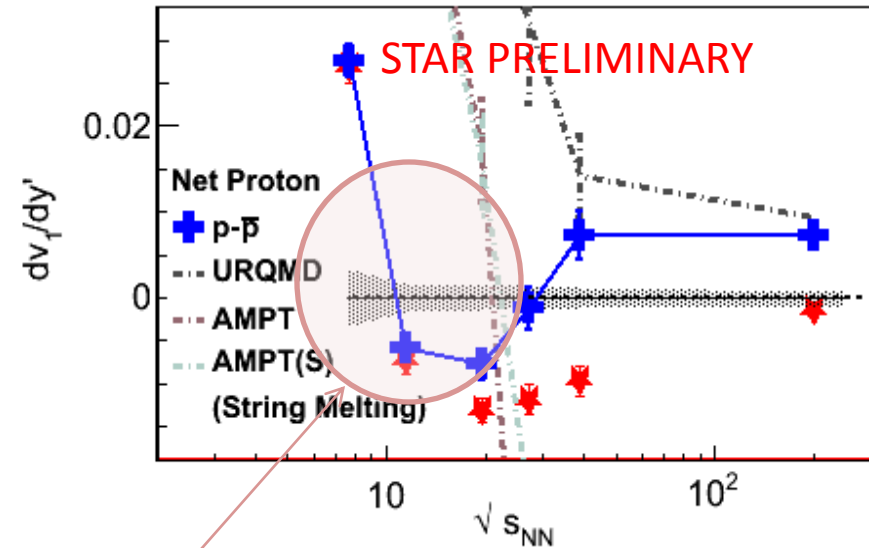 STAR PRELIMINARY
0.02
Net Proton
p-p̅
URQMD
0
AMPT
AMPT(S)
(String Melting)
dv₁/dy'
10
10²
√ sNN